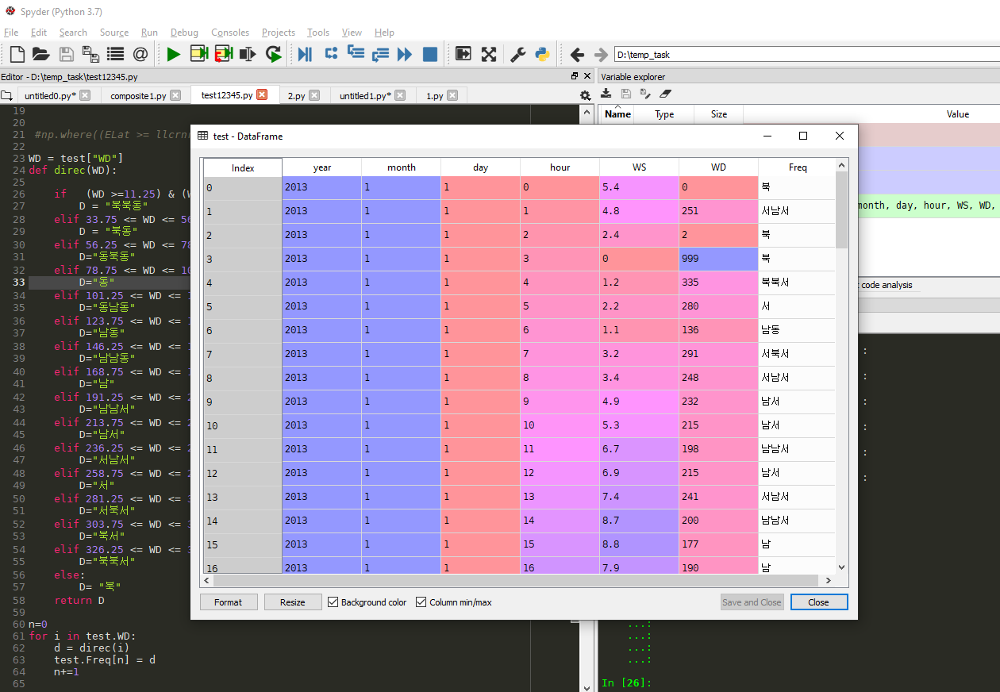 Spyder (Python 3.7)
File Edit Search Source Run Debug Consoles Projects Tools View Help
D:\temp_task
Editor - D:\temp_task\test12345.py
Variable explorer
untitled0.py* composite1.py test12345.py 2.py untitled1.py* 1.py
Name Type Size Value
19
20
21 #np.where((ELat >= llcrnr
22
23 WD = test["WD"]
24 def direc(WD):
25
26 if (WD >=11.25) & (W
27 D = "북북동"
28 elif 33.75 <= WD <= 56
29 D = "북동"
30 elif 56.25 <= WD <= 78
31 D="동북동"
32 elif 78.75 <= WD <= 10
33 D="동"
34 elif 101.25 <= WD <= 1
35 D="동남동"
36 elif 123.75 <= WD <= 1
37 D="남동"
38 elif 146.25 <= WD <= 1
39 D="남남동"
40 elif 168.75 <= WD <= 1
41 D="남"
42 elif 191.25 <= WD <= 2
43 D="남남서"
44 elif 213.75 <= WD <= 2
45 D="남서"
46 elif 236.25 <= WD <= 2
47 D="서남서"
48 elif 258.75 <= WD <= 2
49 D="서"
50 elif 281.25 <= WD <= 3
51 D="서북서"
52 elif 303.75 <= WD <= 3
53 D="북서"
54 elif 326.25 <= WD <= 3
55 D="북북서"
56 else:
57 D= "북"
58 return D
59
60 n=0
61 for i in test.WD:
62 d = direc(i)
63 test.Freq[n] = d
64 n+=1
65
test - DataFrame
Index year month day hour WS WD Freq
0 2013 1 1 0 5.4 0 북
1 2013 1 1 1 4.8 251 서남서
2 2013 1 1 2 2.4 2 북
3 2013 1 1 3 0 999 북
4 2013 1 1 4 1.2 335 북북서
5 2013 1 1 5 2.2 280 서
6 2013 1 1 6 1.1 136 남동
7 2013 1 1 7 3.2 291 서북서
8 2013 1 1 8 3.4 248 서남서
9 2013 1 1 9 4.9 232 남서
10 2013 1 1 10 5.3 215 남서
11 2013 1 1 11 6.7 198 남남서
12 2013 1 1 12 6.9 215 남서
13 2013 1 1 13 7.4 241 서남서
14 2013 1 1 14 8.7 200 남남서
15 2013 1 1 15 8.8 177 남
16 2013 1 1 16 7.9 190 남
Format Resize Background color Column min/max Save and Close Close
month, day, hour, WS, WD,
code analysis
:
:
:
:
:
:
...:
...:
...:
...:
In [26]: